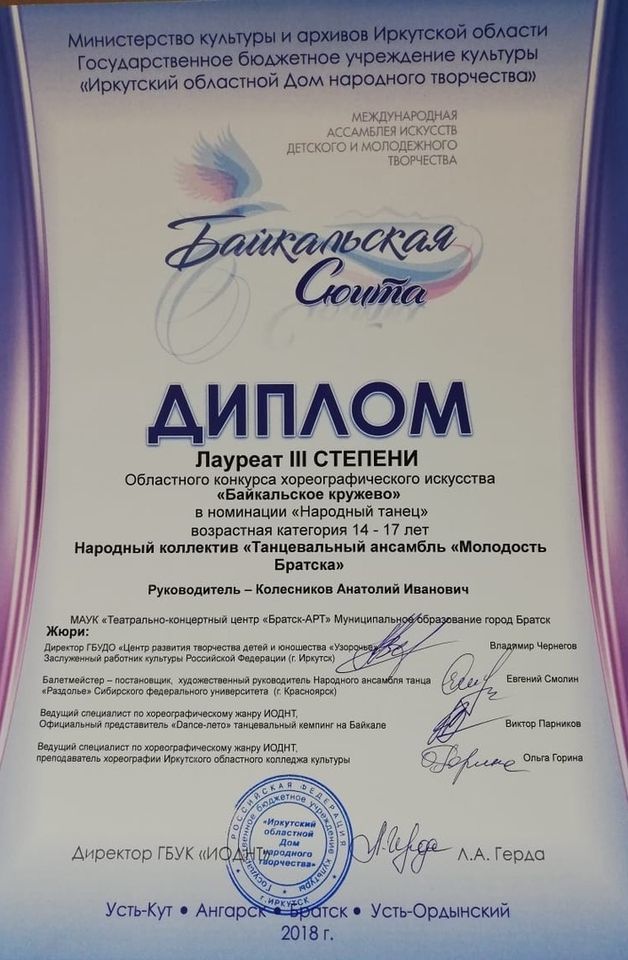 Министерство культуры и архивов Иркутской области
Государственное бюджетное учреждение культуры
«Иркутский областной Дом народного творчества»
МЕЖДУНАРОДНАЯ
АССАМБЛЕЯ ИСКУССТВ
ДЕТСКОГО И МОЛОДЕЖНОГО
ТВОРЧЕСТВА
Байкальская
Сюита
ДИПЛОМ
Лауреат III СТЕПЕНИ
Областного конкурса хореографического искусства
«Байкальское кружево»
в номинации «Народный танец»
возрастная категория 14 - 17 лет
Народный коллектив «Танцевальный ансамбль «Молодость
Братска»
Руководитель – Колесников Анатолий Иванович
МАУК «Театрально-концертный центр «Братск-АРТ» Муниципальное образование город Братск
Жюри:
Директор ГБУДО «Центр развития творчества детей и юношества «Узорочье»
Заслуженный работник культуры Российской Федерации (г. Иркутск)
Владимир Чернегов
Балетмейстер – постановщик, художественный руководитель Народного ансамбля танца
«Раздолье» Сибирского федерального университета (г. Красноярск)
Евгений Смолин
Ведущий специалист по хореографическому жанру ИОДНТ,
Официальный представитель «Dance-лето» танцевальный кемпинг на Байкале
Виктор Парников
Ведущий специалист по хореографическому жанру ИОДНТ,
преподаватель хореографии Иркутского областного колледжа культуры
Ольга Горина
РОССИЙСКАЯ ФЕДЕРАЦИЯ
Государственное бюджетное учреждение культуры
«Иркутский
областной
Дом
народного
творчества»
г. ИРКУТСК
Директор ГБУК «ИОДНТ»
Л.А. Герда
Усть-Кут • Ангарск • Братск • Усть-Ордынский
2018 г.